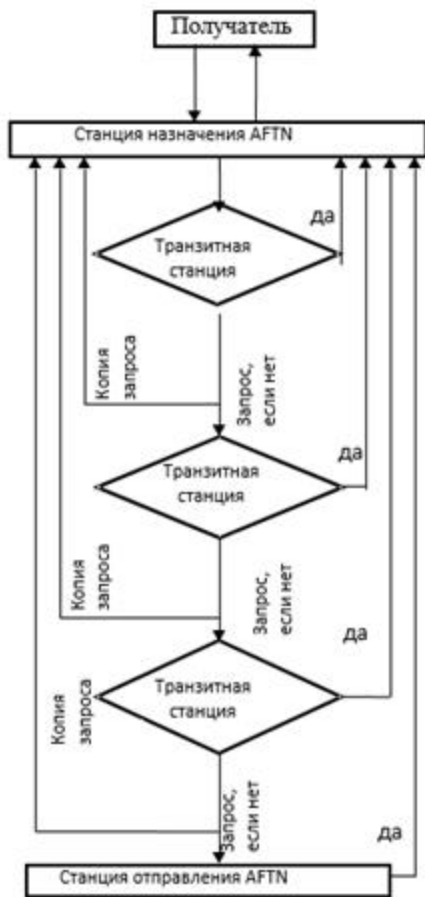 Получатель
Станция назначения AFTN
да
Транзитная
станция
Копия
запроса
Запрос,
если нет
да
Транзитная
станция
Копия
запроса
Запрос,
если нет
да
Транзитная
станция
Копия
запроса
Запрос,
если нет
да
Станция отправления AFTN